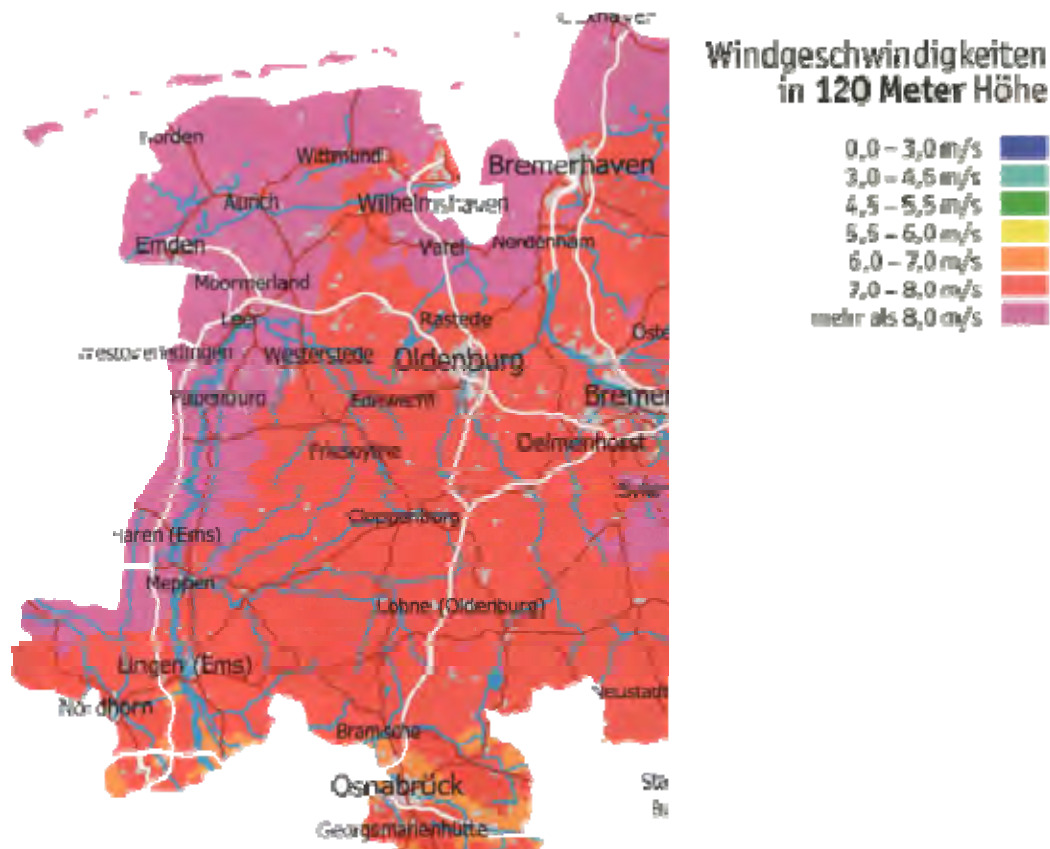 Windgeschwindigkeiten
in 120 Meter Höhe
0,0 – 3,0 m/s
3,0 – 4,5 m/s
4,5 – 5,5 m/s
5,5 – 6,0 m/s
6,0 – 7,0 m/s
7,0 – 8,0 m/s
mehr als 8,0 m/s
Norden
Wittmund
Bremerhaven
Aurich
Wilhelmshaven
Emden
Varel
Nordenham
Moormerland
Leer
Rastede
Westerstede
Oldenburg
Papenburg
Edewecht
Bremen
Delmenhorst
Friesoythe
Cloppenburg
Haren (Ems)
Meppen
Lohne (Oldenburg)
Lingen (Ems)
Nordhorn
Neustadt
Bramsche
Osnabrück
Georgsmarienhütte